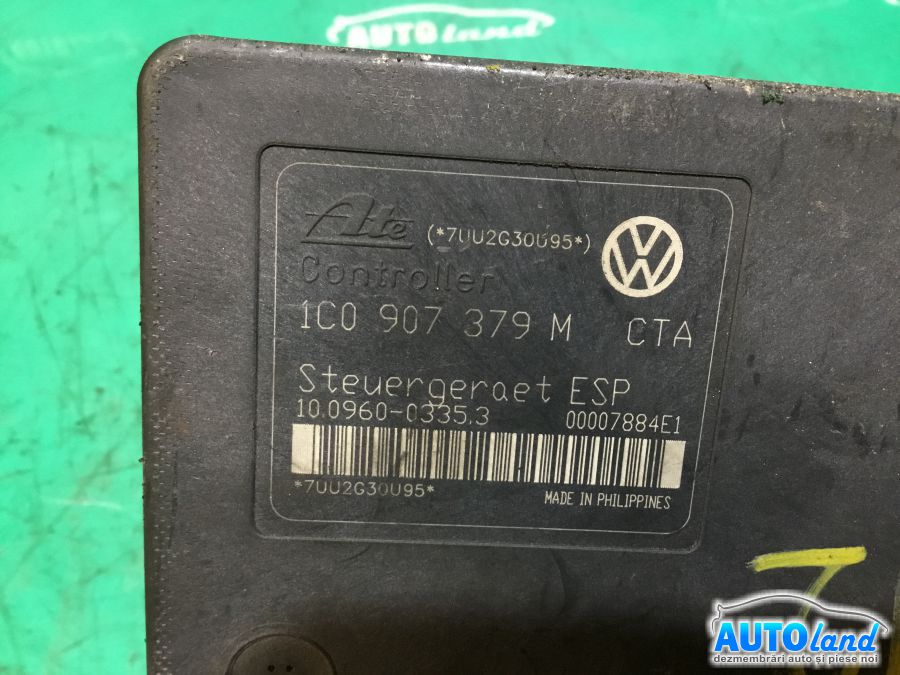 AUTOland
Ate
(*7UU2G30U95*)
Controller
1C0 907 379 M CTA
Steuergeraet ESP
10.0960-0335.3 00007884E1
*7UU2G30U95*
MADE IN PHILIPPINES
7
AUTOland
dezmembrări auto și piese noi